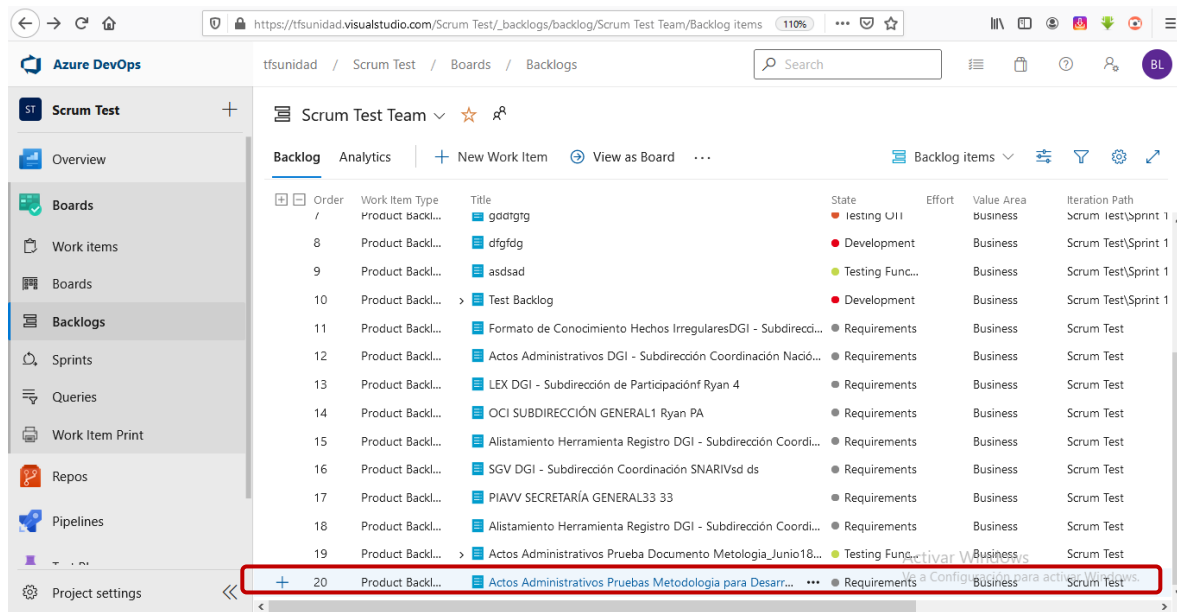 https://tfsunidad.visualstudio.com/Scrum Test/_backlogs/backlog/Scrum Test Team/Backlog items 110%
Azure DevOps tfsunidad / Scrum Test / Boards / Backlogs Search BL
ST Scrum Test
Scrum Test Team
Overview
Boards
Work items
Boards
Backlogs
Sprints
Queries
Work Item Print
Repos
Pipelines
Project settings
Backlog Analytics New Work Item View as Board ... Backlog items
Order Work Item Type Title State Effort Value Area Iteration Path
7 Product Backl... gddfgfg Testing Business Scrum Test\Sprint 1
8 Product Backl... dfgfdg Development Business Scrum Test\Sprint 1
9 Product Backl... asdsad Testing Func... Business Scrum Test\Sprint 1
10 Product Backl... Test Backlog Development Business Scrum Test\Sprint 1
11 Product Backl... Formato de Conocimiento Hechos IrregularesDGI - Subdirecci... Requirements Business Scrum Test
12 Product Backl... Actos Administrativos DGI - Subdirección Coordinación Nació... Requirements Business Scrum Test
13 Product Backl... LEX DGI - Subdirección de Participaciónf Ryan 4 Requirements Business Scrum Test
14 Product Backl... OCI SUBDIRECCIÓN GENERAL1 Ryan PA Requirements Business Scrum Test
15 Product Backl... Alistamiento Herramienta Registro DGI - Subdirección Coordi... Requirements Business Scrum Test
16 Product Backl... SGV DGI - Subdirección Coordinación SNARIVsd ds Requirements Business Scrum Test
17 Product Backl... PIAVV SECRETARÍA GENERAL33 33 Requirements Business Scrum Test
18 Product Backl... Alistamiento Herramienta Registro DGI - Subdirección Coordi... Requirements Business Scrum Test
19 Product Backl... Actos Administrativos Prueba Documento Metologia_Junio18... Testing Func... Business Scrum Test
Activar Windows
20 Product Backl... Actos Administrativos Pruebas Metodologia para Desarr... ... Requirements Business Scrum Test
Ve a Configuración para activar Windows.